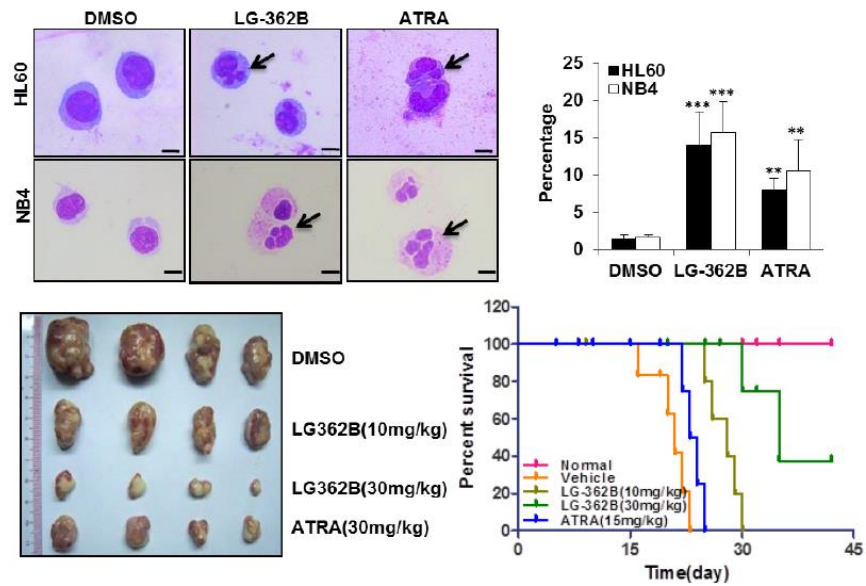 DMSO LG-362B ATRA
HL60
NB4
25
20
15
10
5
0
Percentage
HL60
NB4
*** ***
** **
DMSO LG-362B ATRA
DMSO
LG362B(10mg/kg)
LG362B(30mg/kg)
ATRA(30mg/kg)
120
100
80
60
40
20
0
Percent survival
Normal
Vehicle
LG-362B(10mg/kg)
LG-362B(30mg/kg)
ATRA(15mg/kg)
0 15 30 45
Time(day)